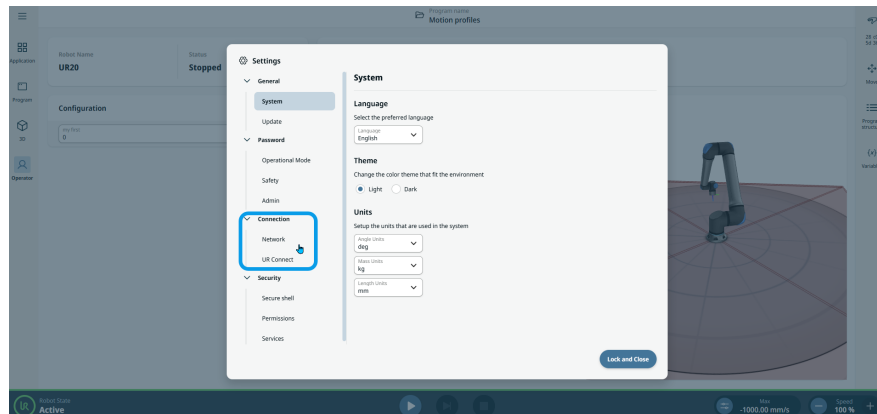 Program name
Motion profiles
Application
Program
3D
Operator
Robot Name
UR20
Status
Stopped
Configuration
0
Settings
General
System
Update
Password
Operational Mode
Safety
Admin
Connection
Network
UR Connect
Security
Secure shell
Permissions
Services
System
Language
Select the preferred language
Language
English
Theme
Change the color theme that fit the environment
Light
Dark
Units
Setup the units that are used in the system
Angle Units
deg
Mass Units
kg
Length Units
mm
Lock and Close
Robot State
Active
UR
Max
-1000.00 mm/s
Speed
100 %